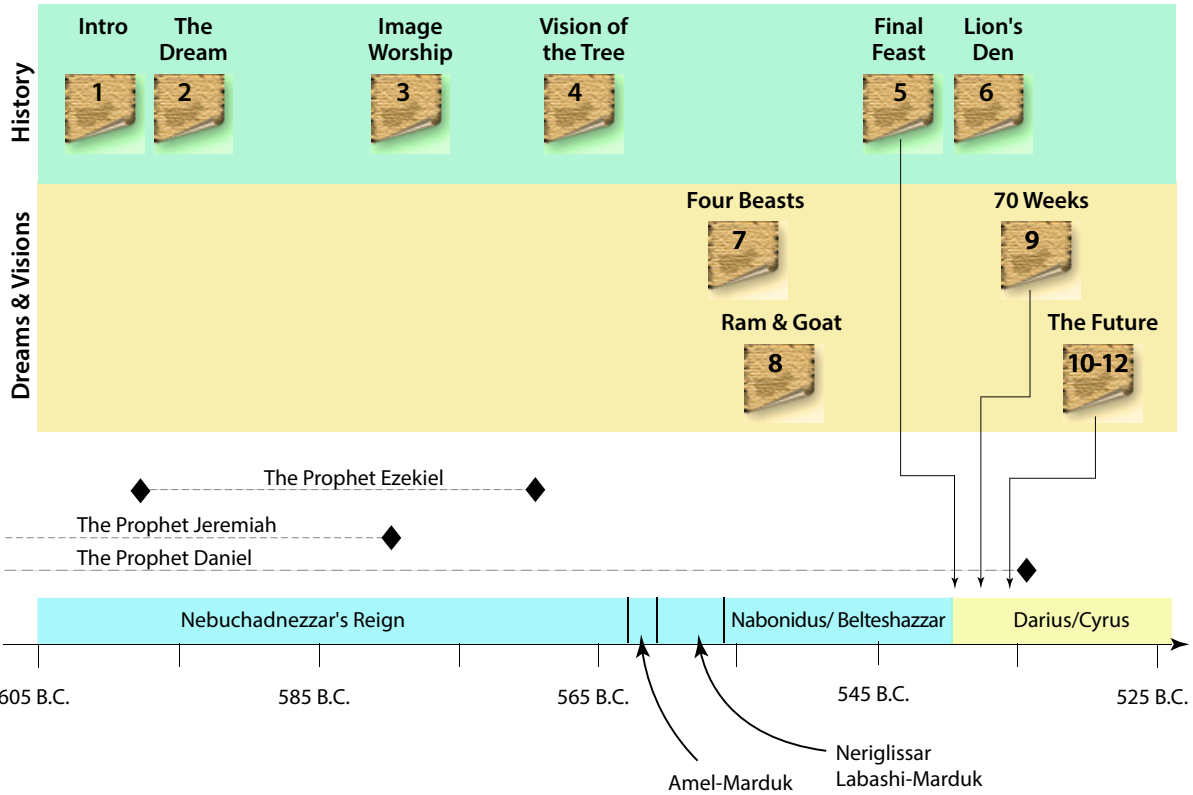 History
Intro
The
Dream
Image
Worship
Vision of
the Tree
Final
Feast
Lion's
Den
1
2
3
4
5
6
Dreams & Visions
Four Beasts
70 Weeks
7
9
Ram & Goat
The Future
8
10-12
The Prophet Ezekiel
The Prophet Jeremiah
The Prophet Daniel
Nebuchadnezzar's Reign
Nabonidus/ Belteshazzar
Darius/Cyrus
605 B.C.
585 B.C.
565 B.C.
545 B.C.
525 B.C.
Amel-Marduk
Neriglissar
Labashi-Marduk